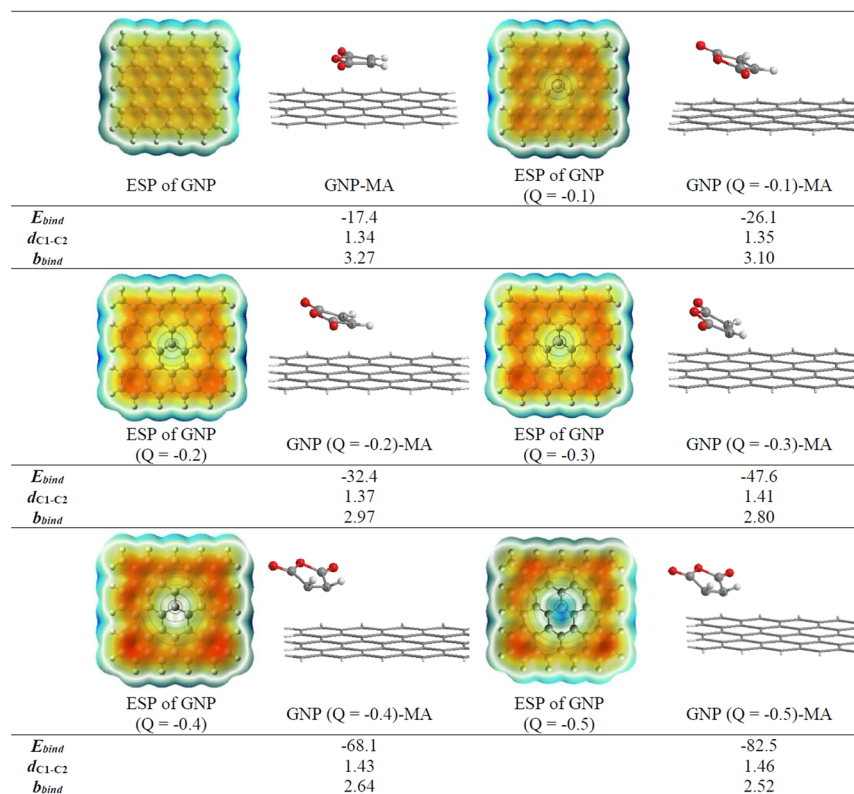 ESP of GNP GNP-MA ESP of GNP (Q = -0.1) GNP (Q = -0.1)-MA
Ebind -17.4 -26.1
dC1-C2 1.34 1.35
bbind 3.27 3.10
ESP of GNP (Q = -0.2) GNP (Q = -0.2)-MA ESP of GNP (Q = -0.3) GNP (Q = -0.3)-MA
Ebind -32.4 -47.6
dC1-C2 1.37 1.41
bbind 2.97 2.80
ESP of GNP (Q = -0.4) GNP (Q = -0.4)-MA ESP of GNP (Q = -0.5) GNP (Q = -0.5)-MA
Ebind -68.1 -82.5
dC1-C2 1.43 1.46
bbind 2.64 2.52